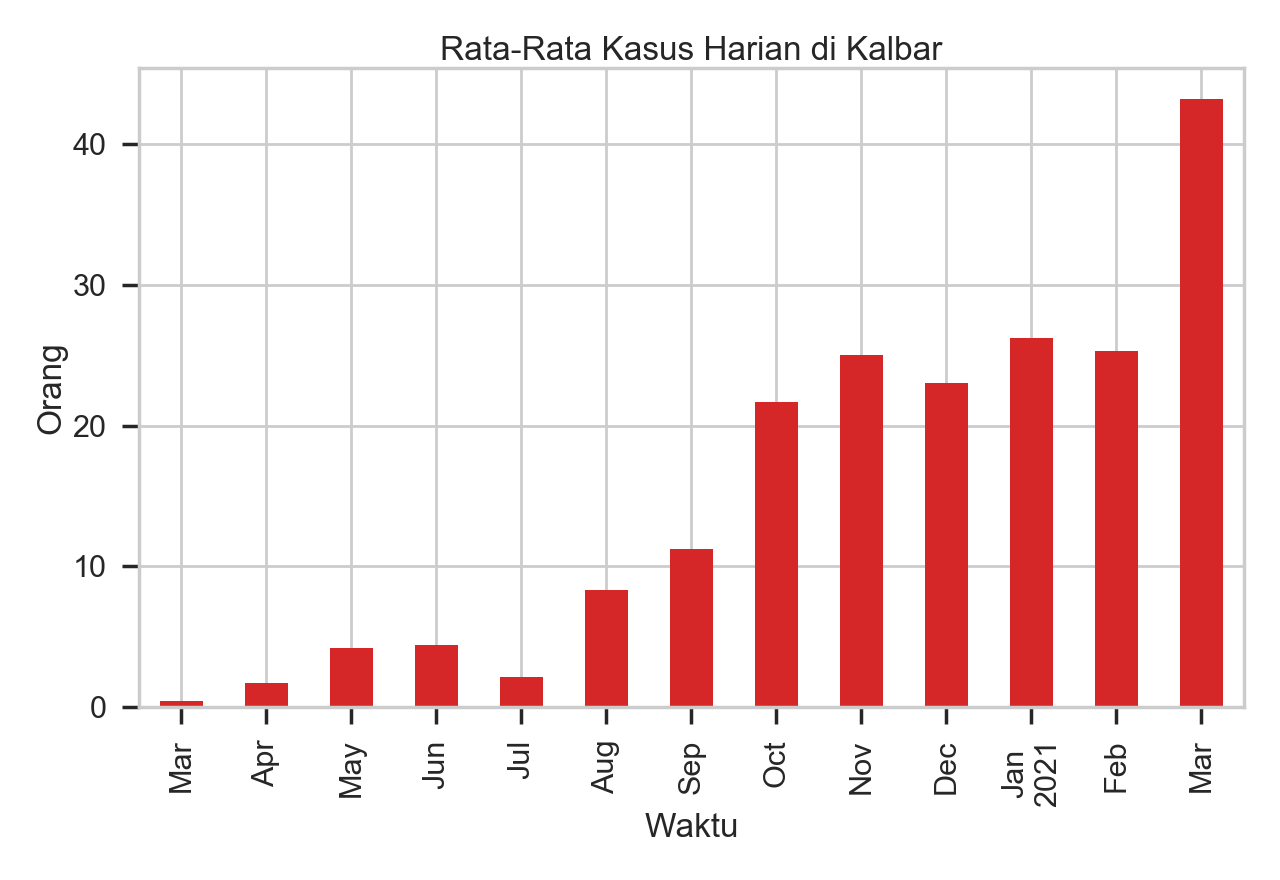 Rata-Rata Kasus Harian di Kalbar
40
30
20
10
0
Orang
Mar
Apr
May
Jun
Jul
Aug
Sep
Oct
Nov
Dec
Jan
2021
Feb
Mar
Waktu